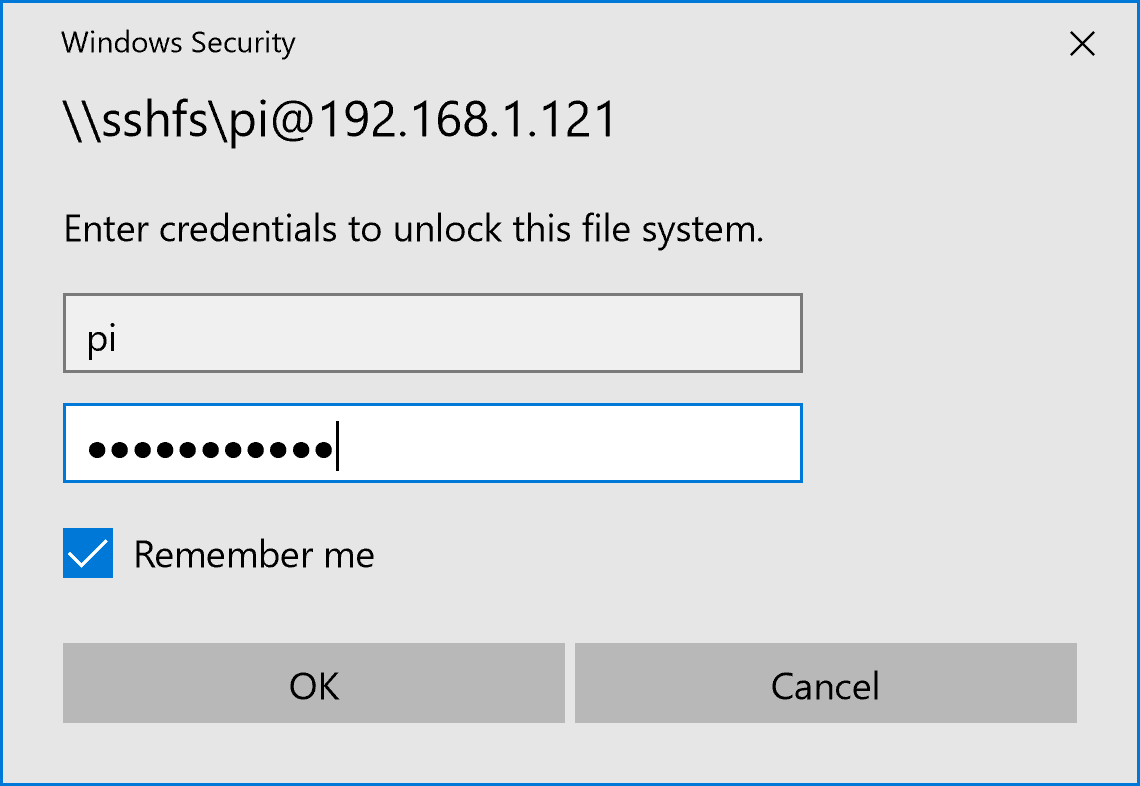 Windows Security
\\sshfs\pi@192.168.1.121
Enter credentials to unlock this file system.
pi
●●●●●●●●●●●
Remember me
OK
Cancel